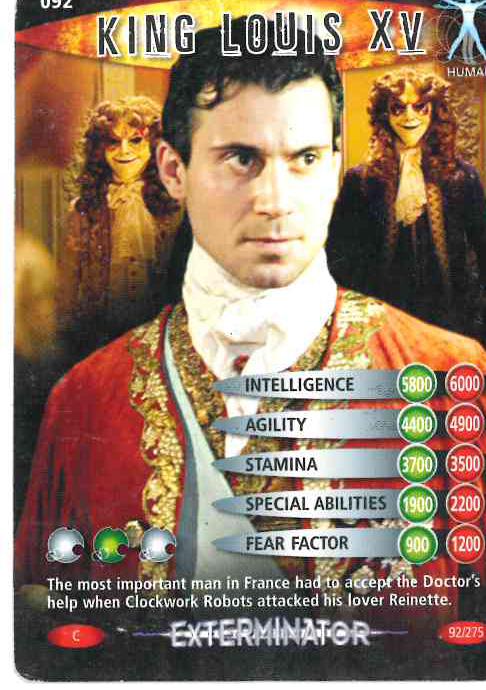 092
KING LOUIS XV
HUMA
INTELLIGENCE 5800 6000
AGILITY 4400 4900
STAMINA 3700 3500
SPECIAL ABILITIES 1900 2200
FEAR FACTOR 900 1200
The most important man in France had to accept the Doctor's
help when Clockwork Robots attacked his lover Reinette.
C EXTERMINATOR 92/275